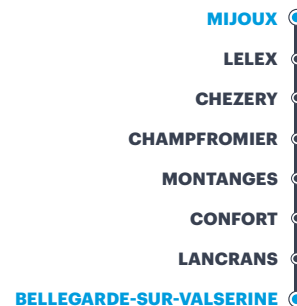 MIJOUX
LELEX
CHEZERY
CHAMPFROMIER
MONTANGES
CONFORT
LANCRANS
BELLEGARDE-SUR-VALSERINE